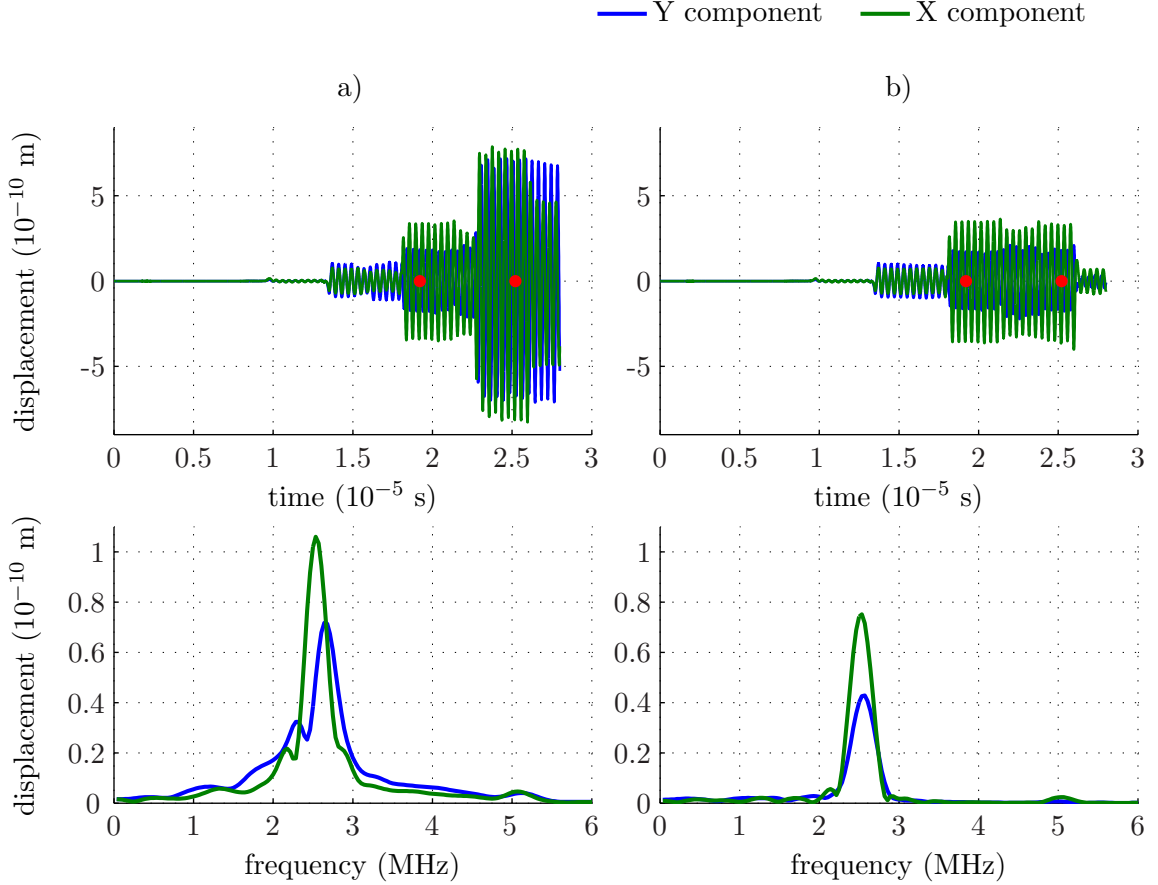 Y component X component
a) b)
displacement (10⁻¹⁰ m)
5 5
0 0
-5 -5
0 0.5 1 1.5 2 2.5 3 0 0.5 1 1.5 2 2.5 3
time (10⁻⁵ s) time (10⁻⁵ s)
displacement (10⁻¹⁰ m)
1 1
0.8 0.8
0.6 0.6
0.4 0.4
0.2 0.2
0 0
0 1 2 3 4 5 6 0 1 2 3 4 5 6
frequency (MHz) frequency (MHz)